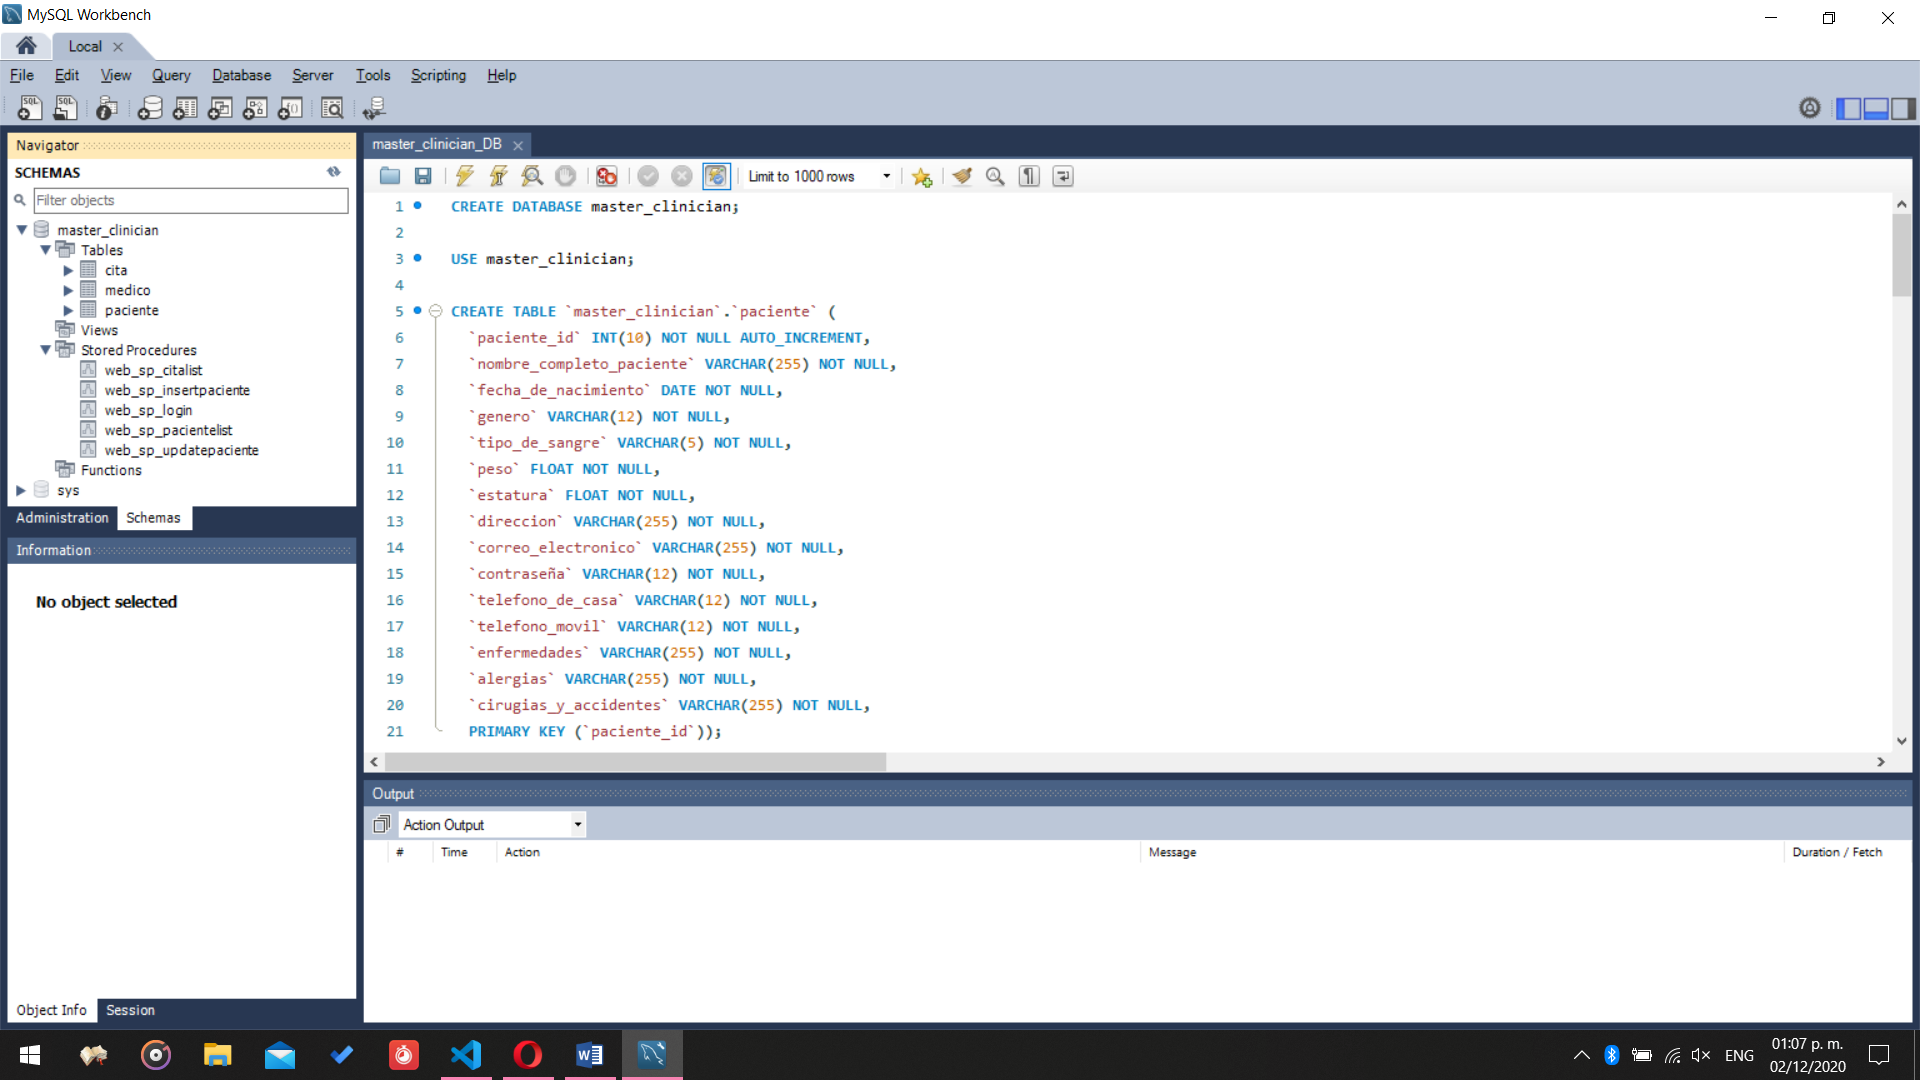 MySQL Workbench
Local
File Edit View Query Database Server Tools Scripting Help
Navigator
SCHEMAS
Filter objects
master_clinician
Tables
cita
medico
paciente
Views
Stored Procedures
web_sp_citalist
web_sp_insertpaciente
web_sp_login
web_sp_pacientelist
web_sp_updatepaciente
Functions
sys
Administration Schemas
Information
No object selected
Object Info Session
master_clinician_DB
Limit to 1000 rows
1 CREATE DATABASE master_clinician;
2
3 USE master_clinician;
4
5 CREATE TABLE `master_clinician`.`paciente` (
6 `paciente_id` INT(10) NOT NULL AUTO_INCREMENT,
7 `nombre_completo_paciente` VARCHAR(255) NOT NULL,
8 `fecha_de_nacimiento` DATE NOT NULL,
9 `genero` VARCHAR(12) NOT NULL,
10 `tipo_de_sangre` VARCHAR(5) NOT NULL,
11 `peso` FLOAT NOT NULL,
12 `estatura` FLOAT NOT NULL,
13 `direccion` VARCHAR(255) NOT NULL,
14 `correo_electronico` VARCHAR(255) NOT NULL,
15 `contraseña` VARCHAR(12) NOT NULL,
16 `telefono_de_casa` VARCHAR(12) NOT NULL,
17 `telefono_movil` VARCHAR(12) NOT NULL,
18 `enfermedades` VARCHAR(255) NOT NULL,
19 `alergias` VARCHAR(255) NOT NULL,
20 `cirugias_y_accidentes` VARCHAR(255) NOT NULL,
21 PRIMARY KEY (`paciente_id`));
Output
Action Output
# Time Action Message Duration / Fetch
ENG
01:07 p. m.
02/12/2020